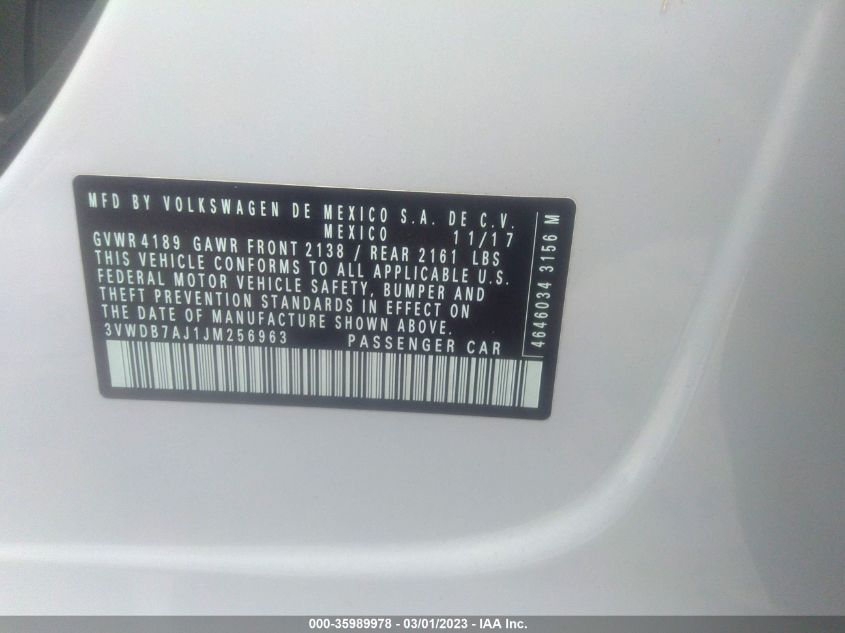 MFD BY VOLKSWAGEN DE MEXICO S.A. DE C.V.
MEXICO 11/17
GVWR 4189 GAWR FRONT 2138 / REAR 2161 LBS
THIS VEHICLE CONFORMS TO ALL APPLICABLE U.S.
FEDERAL MOTOR VEHICLE SAFETY, BUMPER AND
THEFT PREVENTION STANDARDS IN EFFECT ON
THE DATE OF MANUFACTURE SHOWN ABOVE.
3VWDB7AJ1JM256963 PASSENGER CAR
4646034 3156 M
000-35989978 - 03/01/2023 - IAA Inc.